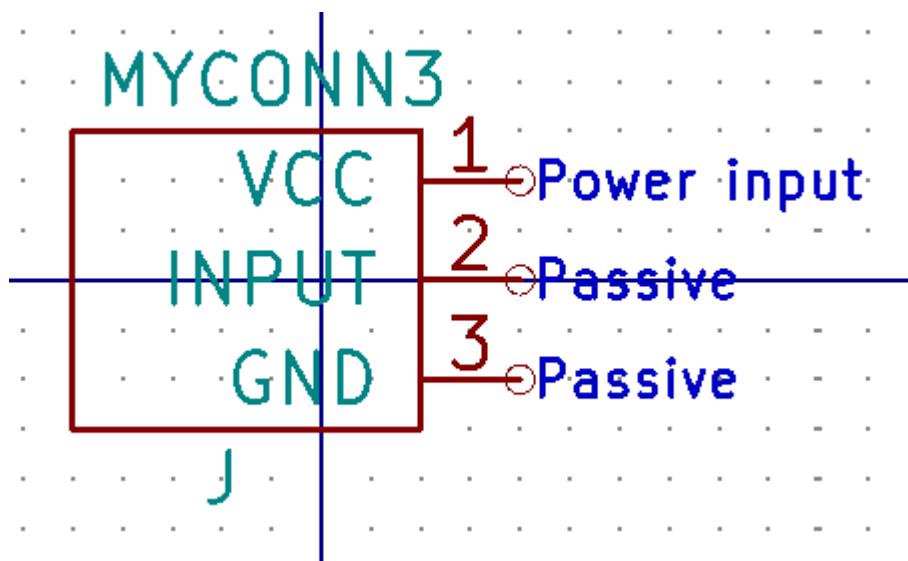 MYCONN3
VCC 1 Power input
INPUT 2 Passive
GND 3 Passive
J